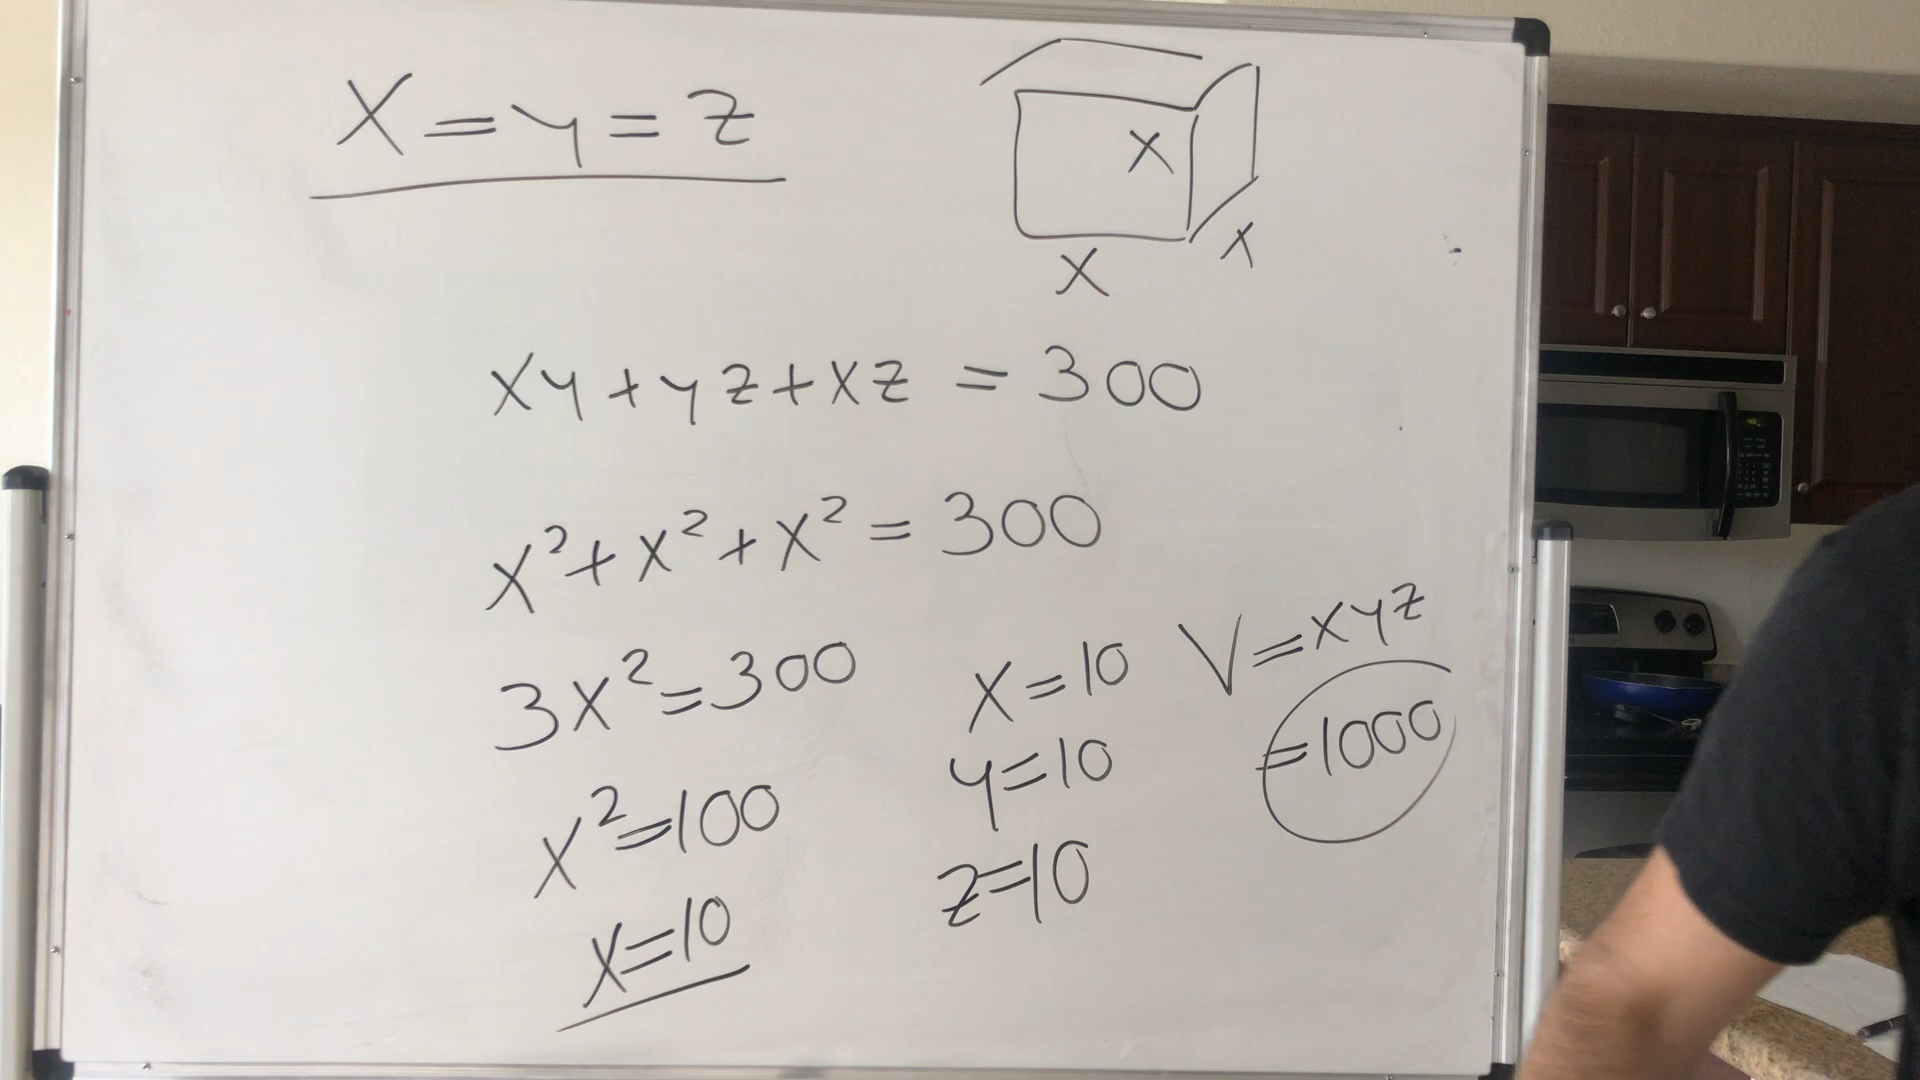 X = y = z
X
X
X
xy + yz + xz = 300
x² + x² + x² = 300
3x² = 300
x² = 100
x = 10
x = 10
y = 10
z = 10
V = xyz
= 1000